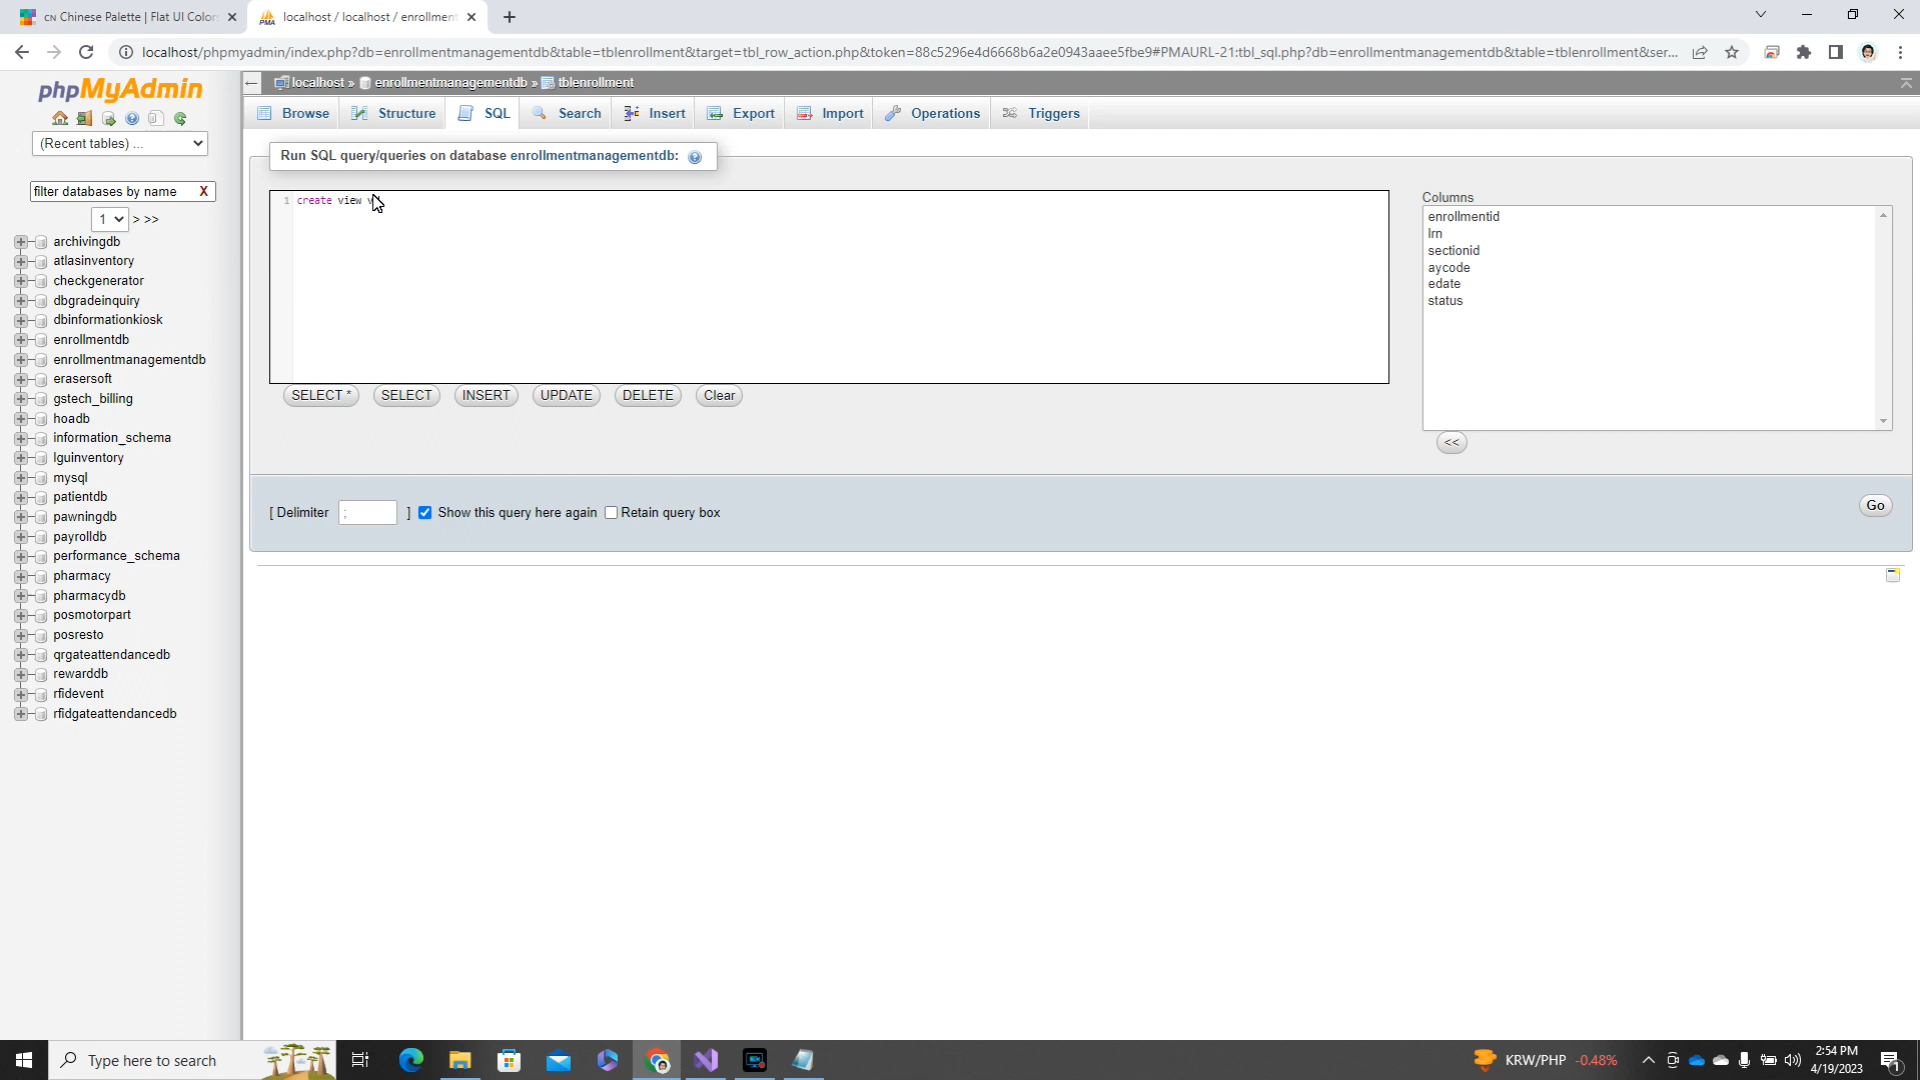 cn Chinese Palette | Flat UI Color
localhost / localhost / enrollment
localhost/phpmyadmin/index.php?db=enrollmentmanagementdb&table=tblenrollment&target=tbl_row_action.php&token=88c5296e4d6668b6a2e0943aaee5fbe9#PMAURL-21:tbl_sql.php?db=enrollmentmanagementdb&table=tblenrollment&ser...
phpMyAdmin
(Recent tables) ...
filter databases by name X
1 > >>
archivingdb
atlasinventory
checkgenerator
dbgradeinquiry
dbinformationkiosk
enrollmentdb
enrollmentmanagementdb
erasersoft
gstech_billing
hoadb
information_schema
lguinventory
mysql
patientdb
pawningdb
payrolldb
performance_schema
pharmacy
pharmacydb
posmotorpart
posresto
qrgateattendancedb
rewarddb
rfidevent
rfidgateattendancedb
localhost » enrollmentmanagementdb » tblenrollment
Browse Structure SQL Search Insert Export Import Operations Triggers
Run SQL query/queries on database enrollmentmanagementdb:
1 create view
Columns
enrollmentid
lrn
sectionid
aycode
edate
status
<<
SELECT * SELECT INSERT UPDATE DELETE Clear
[ Delimiter ; ] Show this query here again Retain query box
Go
Type here to search
KRW/PHP -0.48%
2:54 PM
4/19/2023
1